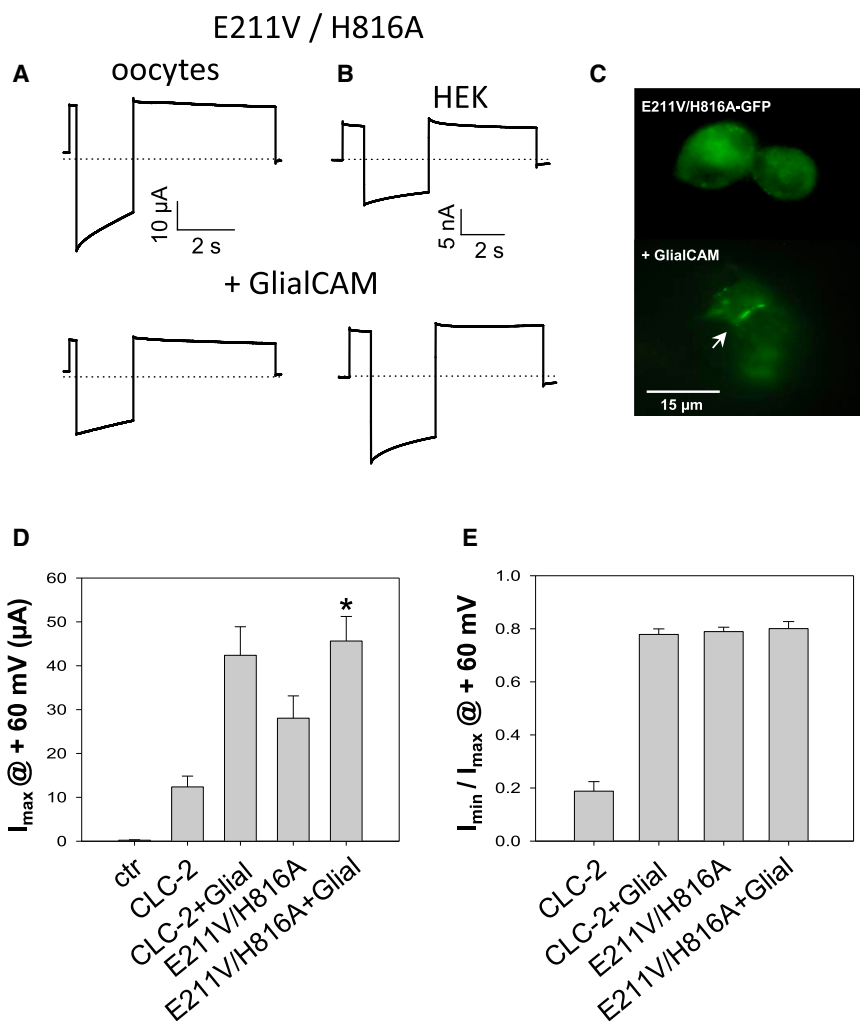 E211V / H816A
A
oocytes
B
HEK
C
E211V/H816A-GFP
10 µA
2 s
5 nA
2 s
+ GlialCAM
+ GlialCAM
15 µm
D
Imax @ + 60 mV (µA)
60
50
40
30
20
10
0
*
ctr
CLC-2
CLC-2+Glial
E211V/H816A
E211V/H816A+Glial
E
Imin / Imax @ + 60 mV
1.0
0.8
0.6
0.4
0.2
0.0
CLC-2
CLC-2+Glial
E211V/H816A
E211V/H816A+Glial